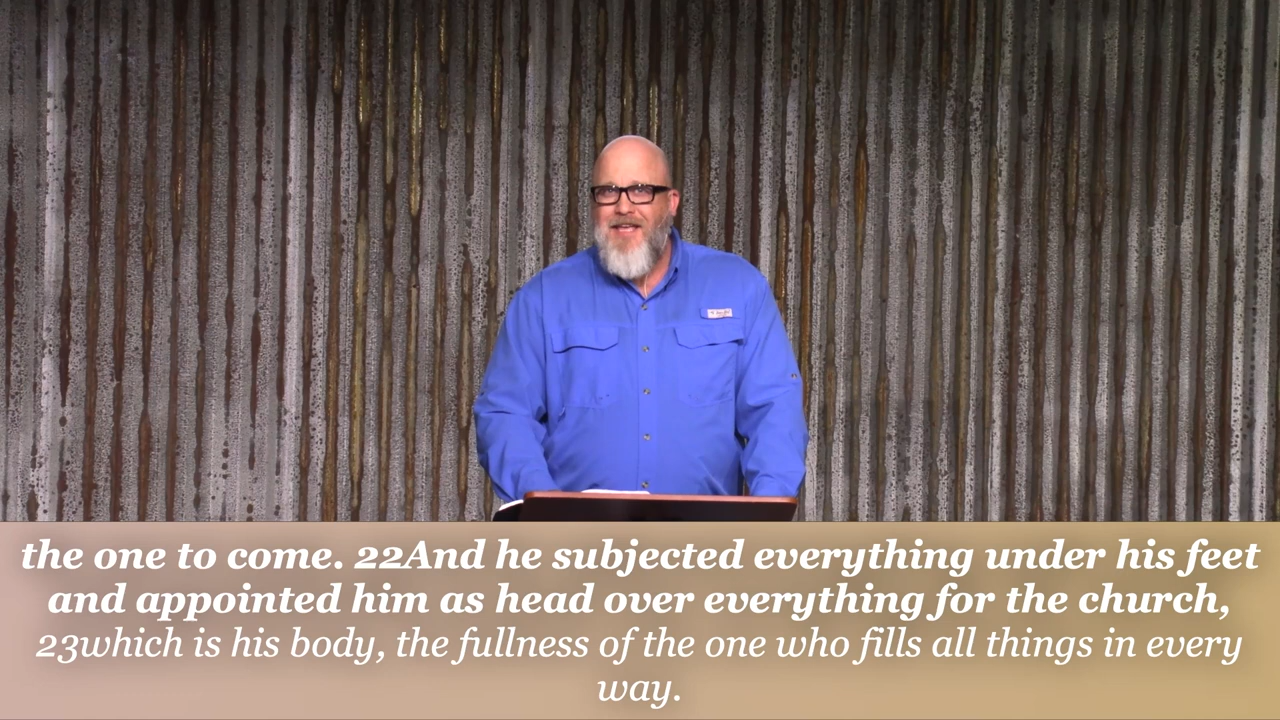 the one to come. 22And he subjected everything under his feet
and appointed him as head over everything for the church,
23which is his body, the fullness of the one who fills all things in every
way.